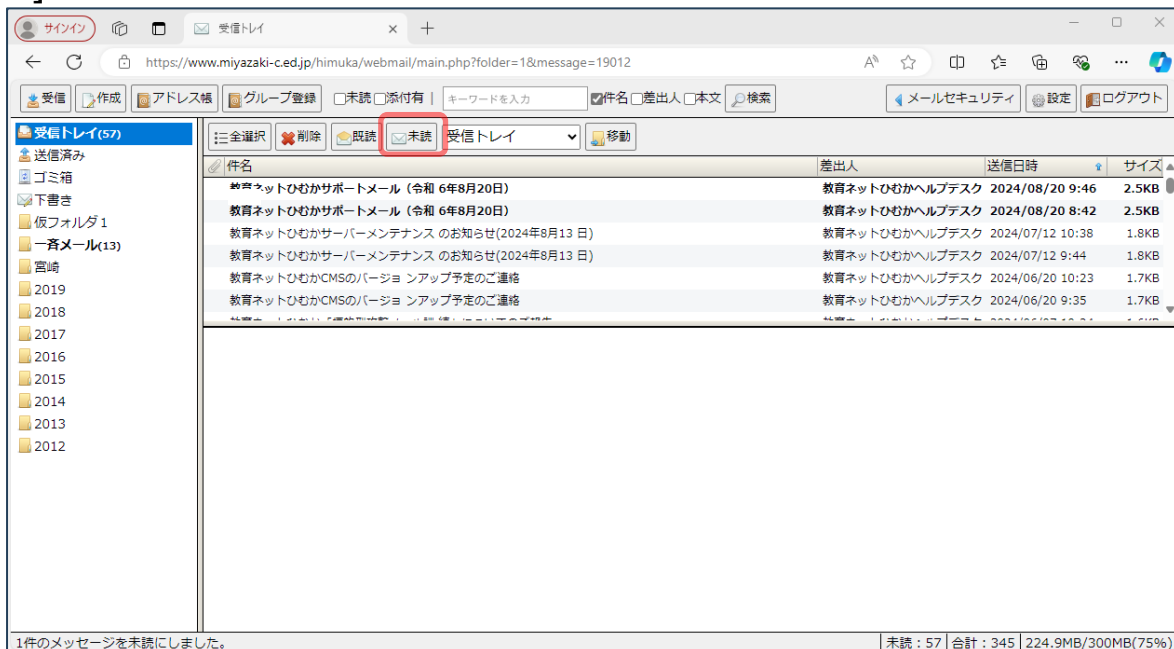 サインイン 受信トレイ
https://www.miyazaki-c.ed.jp/himuka/webmail/main.php?folder=1&message=19012
受信 作成 アドレス帳 グループ登録 未読 添付有 | キーワードを入力 件名 差出人 本文 検索 メールセキュリティ 設定 ログアウト
受信トレイ(57)
送信済み
ゴミ箱
下書き
仮フォルダ1
一斉メール(13)
宮崎
2019
2018
2017
2016
2015
2014
2013
2012
全選択 削除 既読 未読 受信トレイ 移動
件名 差出人 送信日時 サイズ
教育ネットひむかサポートメール（令和 6年8月20日） 教育ネットひむかヘルプデスク 2024/08/20 9:46 2.5KB
教育ネットひむかサポートメール（令和 6年8月20日） 教育ネットひむかヘルプデスク 2024/08/20 8:42 2.5KB
教育ネットひむかサーバーメンテナンス のお知らせ(2024年8月13 日) 教育ネットひむかヘルプデスク 2024/07/12 10:38 1.8KB
教育ネットひむかサーバーメンテナンス のお知らせ(2024年8月13 日) 教育ネットひむかヘルプデスク 2024/07/12 9:44 1.8KB
教育ネットひむかCMSのバージョ ンアップ予定のご連絡 教育ネットひむかヘルプデスク 2024/06/20 10:23 1.7KB
教育ネットひむかCMSのバージョ ンアップ予定のご連絡 教育ネットひむかヘルプデスク 2024/06/20 9:35 1.7KB
1件のメッセージを未読にしました。 未読：57 合計：345 224.9MB/300MB(75%)